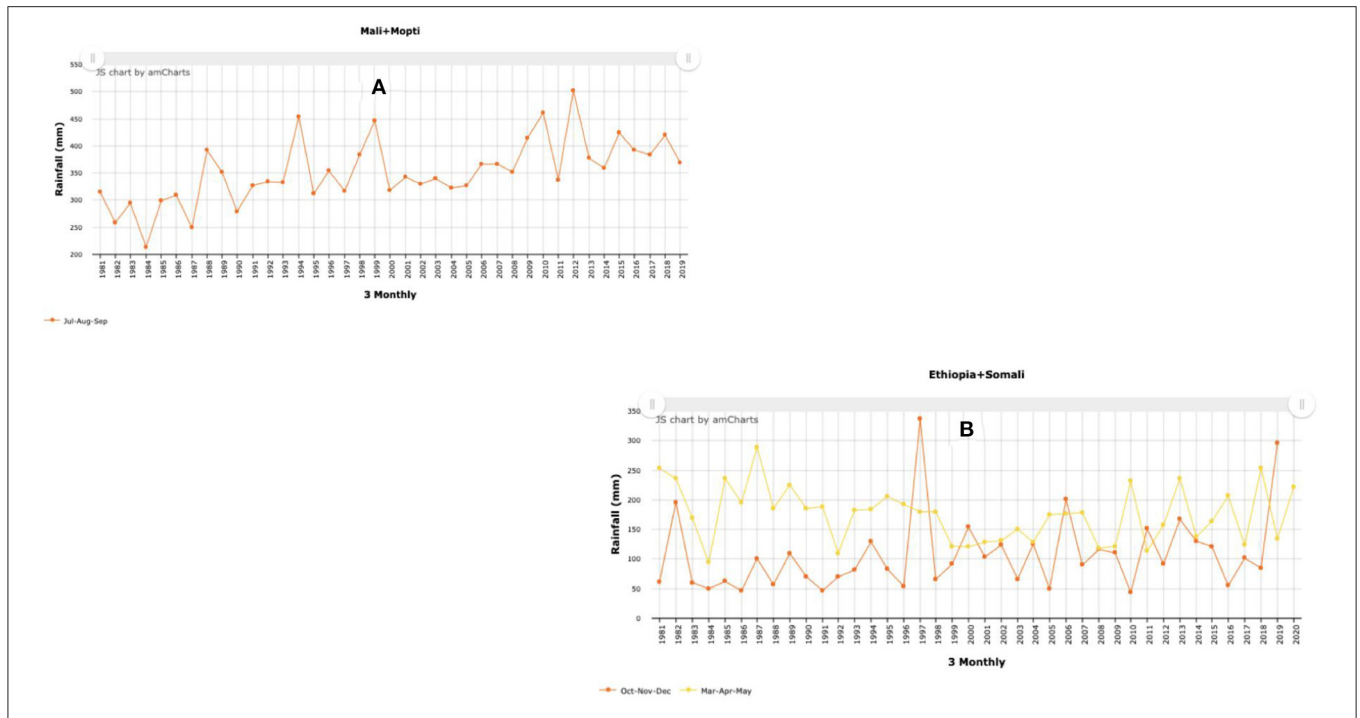 Mali+Mopti
JS chart by amCharts
A
Rainfall (mm)
550
500
450
400
350
300
250
200
1981 1982 1983 1984 1985 1986 1987 1988 1989 1990 1991 1992 1993 1994 1995 1996 1997 1998 1999 2000 2001 2002 2003 2004 2005 2006 2007 2008 2009 2010 2011 2012 2013 2014 2015 2016 2017 2018 2019
3 Monthly
Jul-Aug-Sep
Ethiopia+Somali
JS chart by amCharts
B
Rainfall (mm)
350
300
250
200
150
100
50
0
1981 1982 1983 1984 1985 1986 1987 1988 1989 1990 1991 1992 1993 1994 1995 1996 1997 1998 1999 2000 2001 2002 2003 2004 2005 2006 2007 2008 2009 2010 2011 2012 2013 2014 2015 2016 2017 2018 2019 2020
3 Monthly
Oct-Nov-Dec Mar-Apr-May